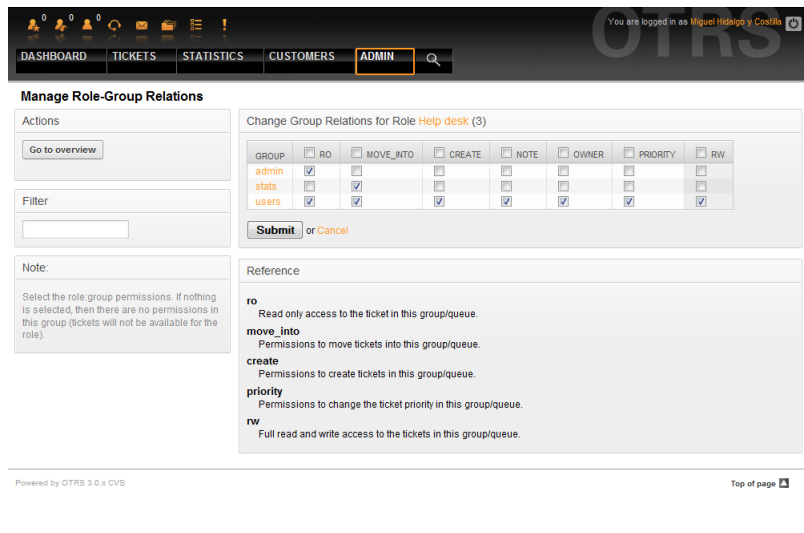 0 0 0
You are logged in as Miguel Hidalgo y Costilla
OTRS
DASHBOARD TICKETS STATISTICS CUSTOMERS ADMIN
Manage Role-Group Relations
Actions
Go to overview
Filter
Note:
Select the role:group permissions. If nothing
is selected, then there are no permissions in
this group (tickets will not be available for the
role).
Change Group Relations for Role Help desk (3)
GROUP RO MOVE_INTO CREATE NOTE OWNER PRIORITY RW
admin
stats
users
Submit or Cancel
Reference
ro
Read only access to the ticket in this group/queue.
move_into
Permissions to move tickets into this group/queue.
create
Permissions to create tickets in this group/queue.
priority
Permissions to change the ticket priority in this group/queue.
rw
Full read and write access to the tickets in this group/queue.
Powered by OTRS 3.0.x CVS
Top of page